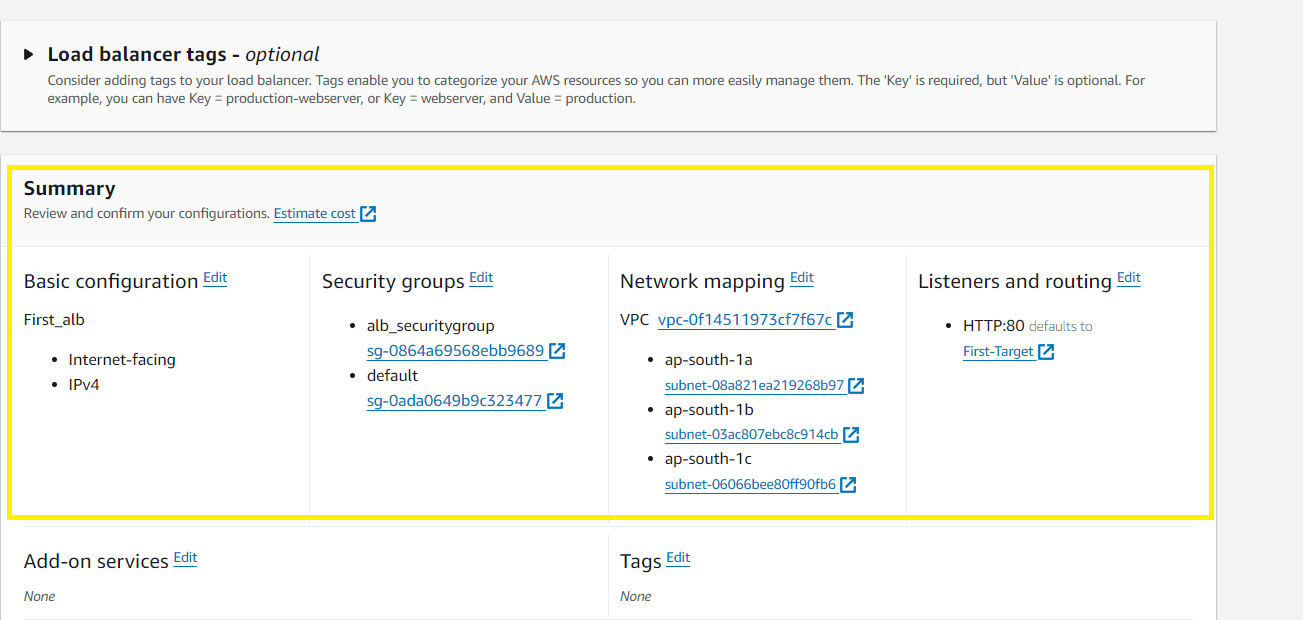 Load balancer tags - optional
Consider adding tags to your load balancer. Tags enable you to categorize your AWS resources so you can more easily manage them. The 'Key' is required, but 'Value' is optional. For
example, you can have Key = production-webserver, or Key = webserver, and Value = production.
Summary
Review and confirm your configurations. Estimate cost
Basic configuration Edit
First_alb
Internet-facing
IPv4
Security groups Edit
alb_securitygroup
sg-0864a69568ebb9689
default
sg-0ada0649b9c323477
Network mapping Edit
VPC vpc-0f14511973cf7f67c
ap-south-1a
subnet-08a821ea219268b97
ap-south-1b
subnet-03ac807ebc8c914cb
ap-south-1c
subnet-06066bee80ff90fb6
Listeners and routing Edit
HTTP:80 defaults to
First-Target
Add-on services Edit
None
Tags Edit
None